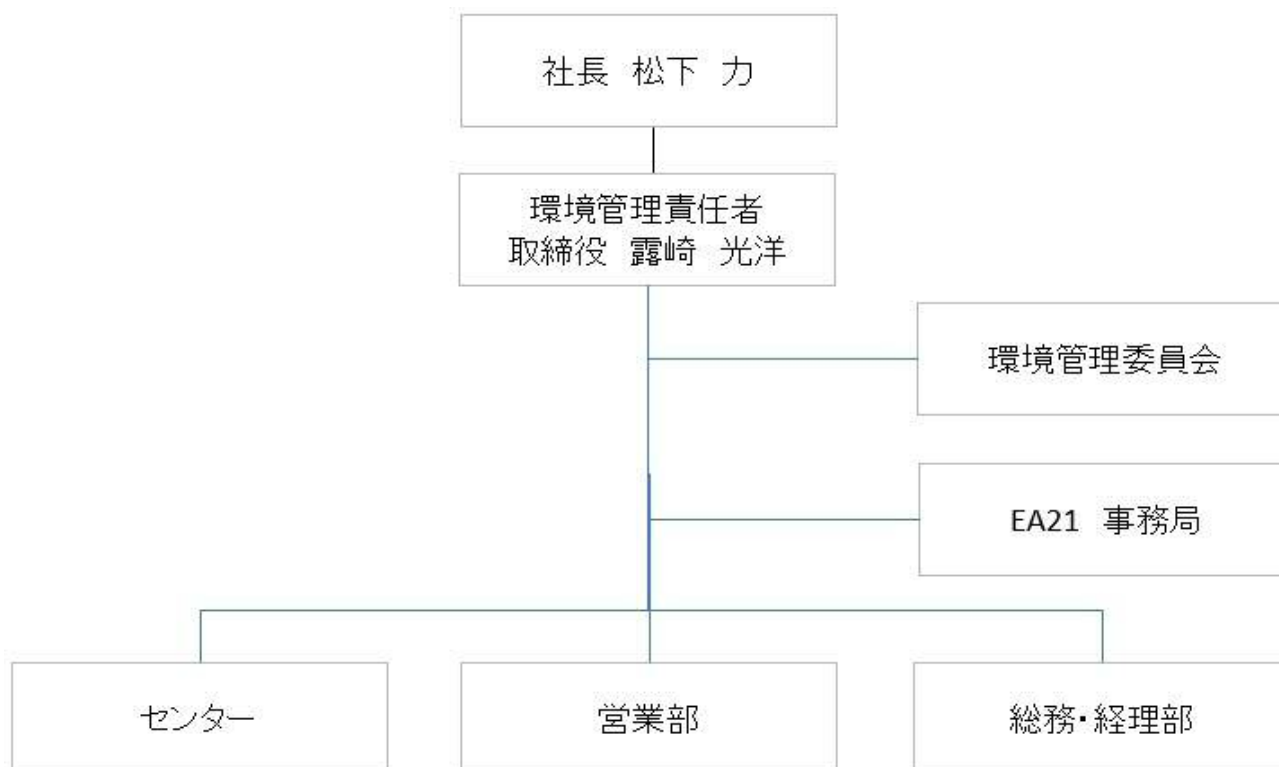 社長 松下 力
環境管理責任者
取締役 露崎 光洋
環境管理委員会
EA21 事務局
センター
営業部
総務・経理部